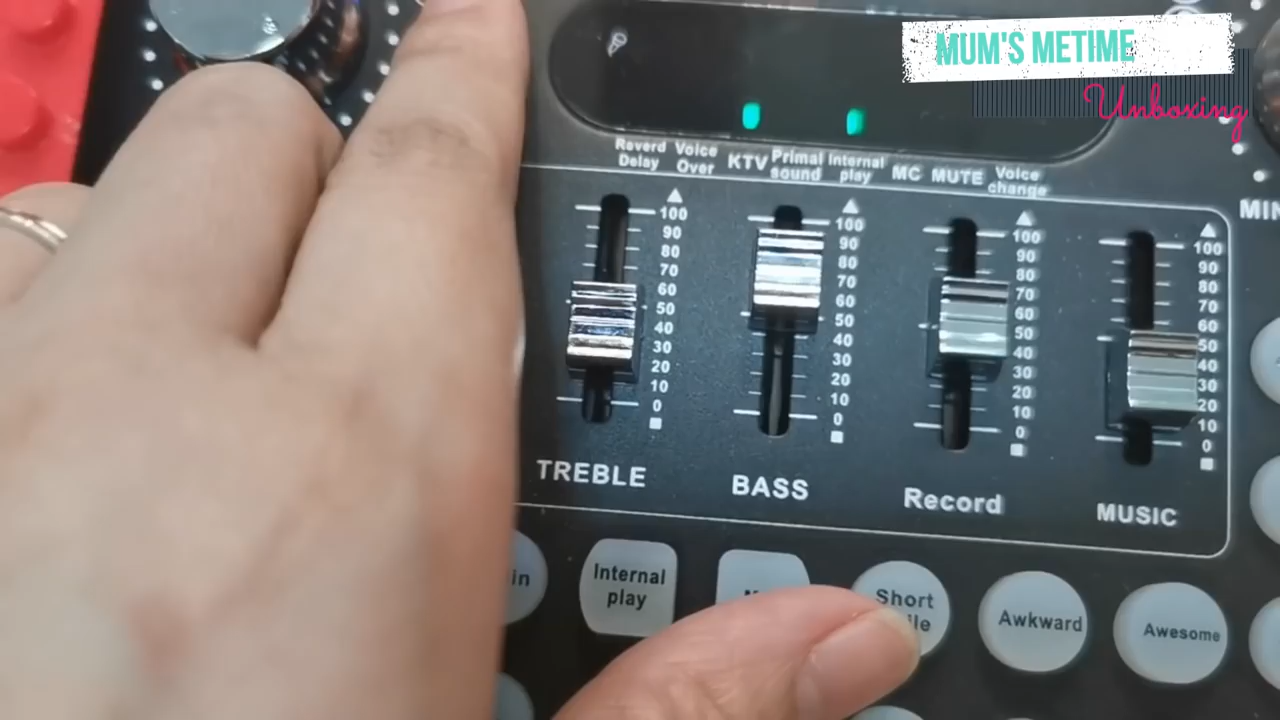 MUM'S METIME
Unboxing
Reverd Delay
Voice Over
KTV
Primal sound
Internal play
MC
MUTE
Voice change
100
90
80
70
60
50
40
30
20
10
0
TREBLE
100
90
80
70
60
50
40
30
20
10
0
BASS
100
90
80
70
60
50
40
30
20
10
0
Record
100
90
80
70
60
50
40
30
20
10
0
MUSIC
Internal
play
Short
Awkward
Awesome